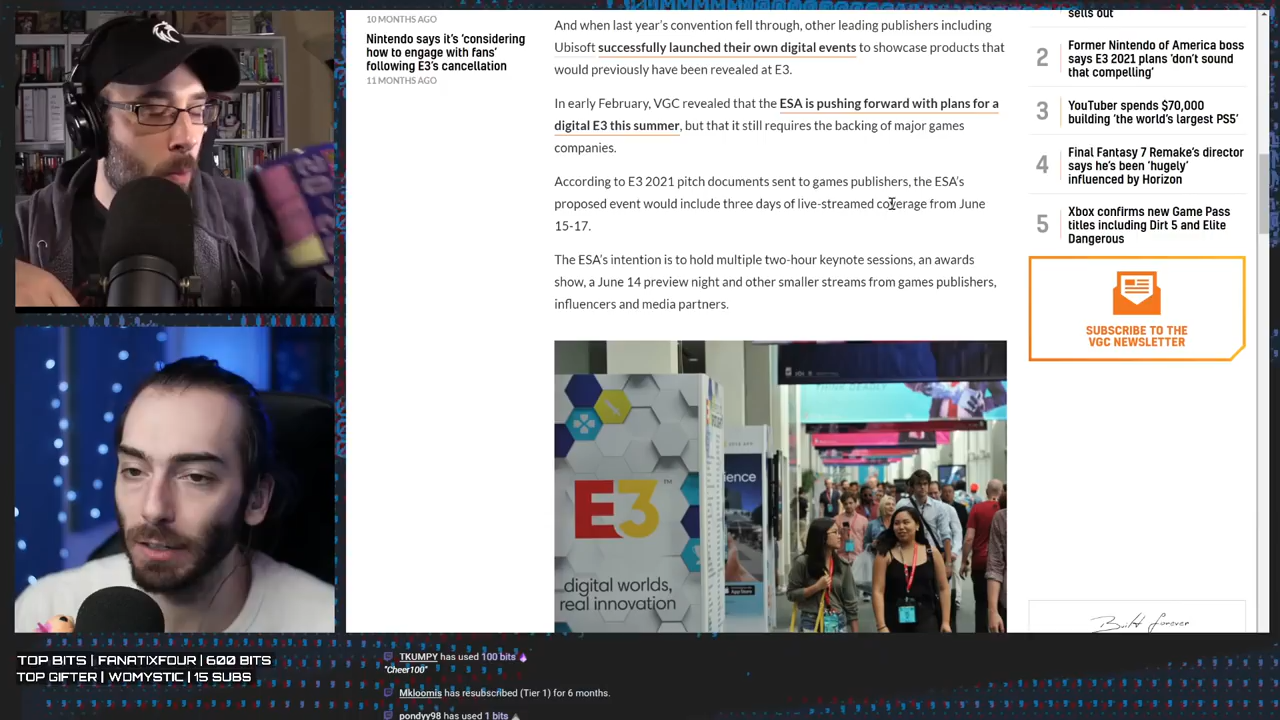 10 MONTHS AGO
Nintendo says it's 'considering
how to engage with fans'
following E3's cancellation
11 MONTHS AGO
And when last year's convention fell through, other leading publishers including
Ubisoft successfully launched their own digital events to showcase products that
would previously have been revealed at E3.
In early February, VGC revealed that the ESA is pushing forward with plans for a
digital E3 this summer, but that it still requires the backing of major games
companies.
According to E3 2021 pitch documents sent to games publishers, the ESA's
proposed event would include three days of live-streamed coverage from June
15-17.
The ESA's intention is to hold multiple two-hour keynote sessions, an awards
show, a June 14 preview night and other smaller streams from games publishers,
influencers and media partners.
E3
digital worlds,
real innovation
THINK DEADLY
sells out
2 Former Nintendo of America boss
says E3 2021 plans 'don't sound
that compelling'
3 YouTuber spends $70,000
building 'the world's largest PS5'
4 Final Fantasy 7 Remake's director
says he's been 'hugely'
influenced by Horizon
5 Xbox confirms new Game Pass
titles including Dirt 5 and Elite
Dangerous
SUBSCRIBE TO THE
VGC NEWSLETTER
Built forever
TOP BITS | FANATIXFOUR | 600 BITS
TOP GIFTER | WDMYSTIC | 15 SUBS
TKUMPY has used 100 bits
"Cheer100"
Mkloomis has resubscribed (Tier 1) for 6 months.
pondyy98 has used 1 bits